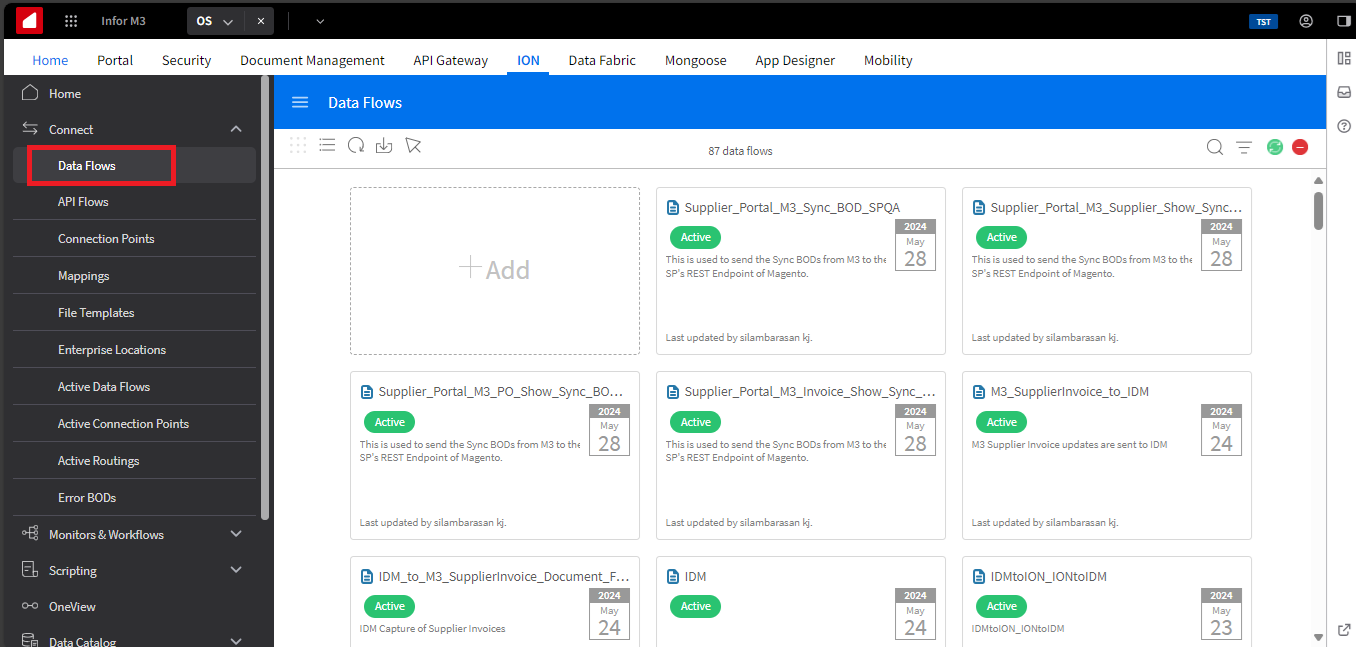 Infor M3
OS
TST
Home
Portal
Security
Document Management
API Gateway
ION
Data Fabric
Mongoose
App Designer
Mobility
Home
Connect
Data Flows
API Flows
Connection Points
Mappings
File Templates
Enterprise Locations
Active Data Flows
Active Connection Points
Active Routings
Error BODs
Monitors & Workflows
Scripting
OneView
Data Catalog
Data Flows
87 data flows
Add
Supplier_Portal_M3_Sync_BOD_SPQA
Active
2024
May
28
This is used to send the Sync BODs from M3 to the
SP's REST Endpoint of Magento.
Last updated by silambarasan kj.
Supplier_Portal_M3_Supplier_Show_Sync...
Active
2024
May
28
This is used to send the Sync BODs from M3 to the
SP's REST Endpoint of Magento.
Last updated by silambarasan kj.
Supplier_Portal_M3_PO_Show_Sync_BO...
Active
2024
May
28
This is used to send the Sync BODs from M3 to the
SP's REST Endpoint of Magento.
Last updated by silambarasan kj.
Supplier_Portal_M3_Invoice_Show_Sync_...
Active
2024
May
28
This is used to send the Sync BODs from M3 to the
SP's REST Endpoint of Magento.
Last updated by silambarasan kj.
M3_SupplierInvoice_to_IDM
Active
2024
May
24
M3 Supplier Invoice updates are sent to IDM
Last updated by silambarasan kj.
IDM_to_M3_SupplierInvoice_Document_F...
Active
2024
May
24
IDM Capture of Supplier Invoices
IDM
Active
2024
May
24
IDMtoION_IONtoIDM
Active
2024
May
23
IDMtoION_IONtoIDM